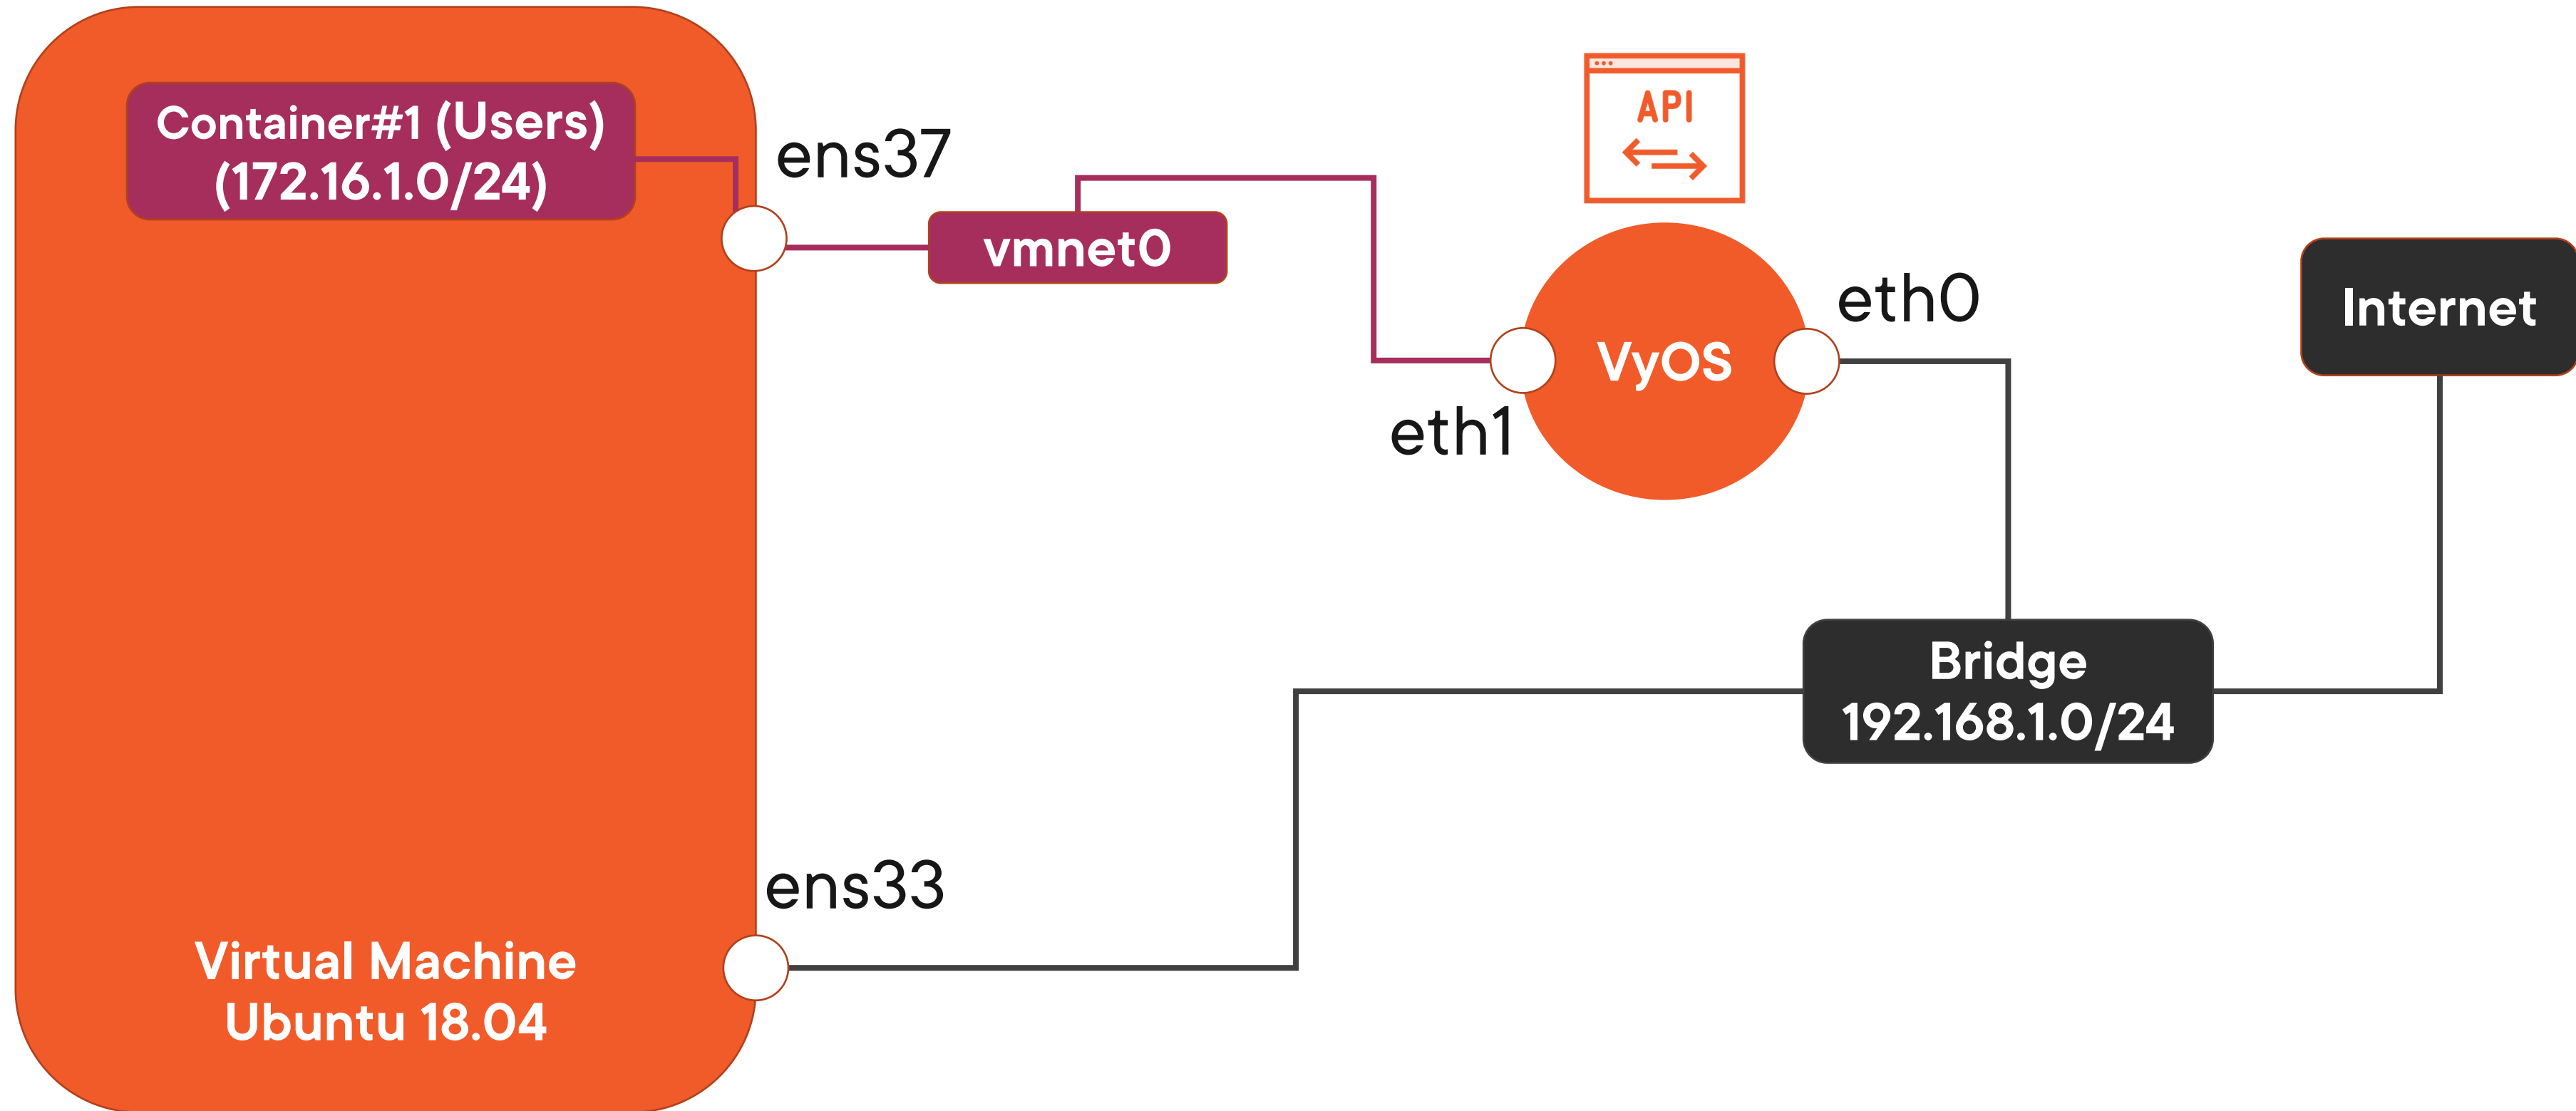 Container#1 (Users)
(172.16.1.0/24)
ens37
vmnet0
API
VyOS
eth0
eth1
Internet
Bridge
192.168.1.0/24
ens33
Virtual Machine
Ubuntu 18.04